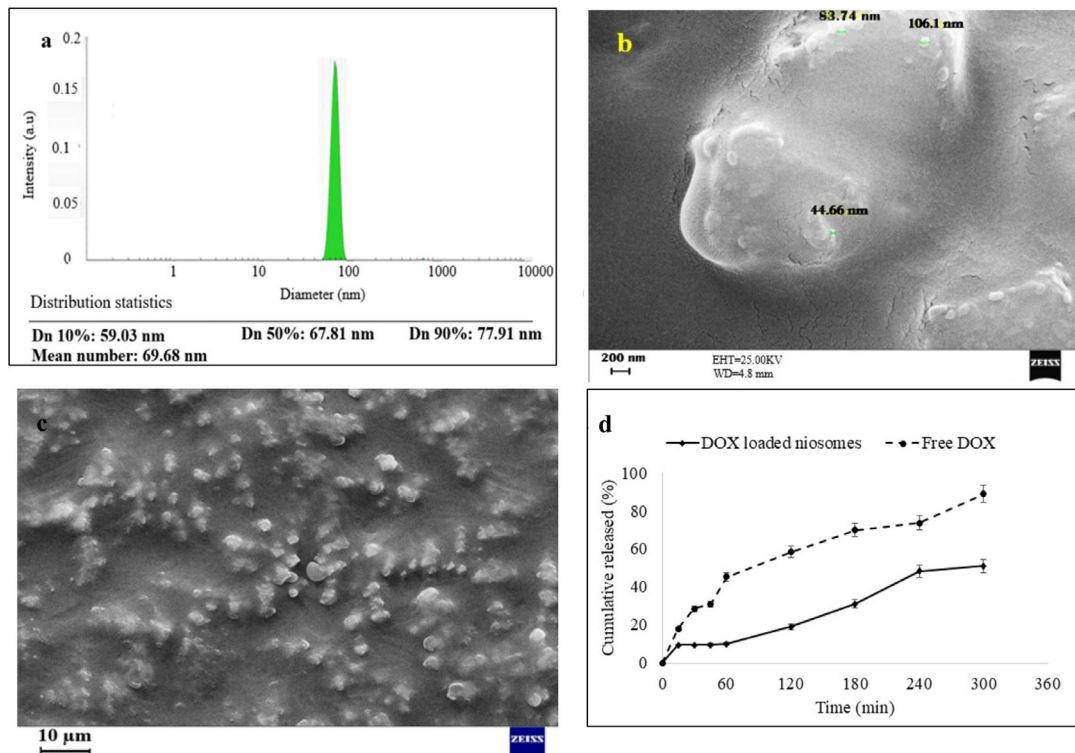 a
0.2
0.15
0.1
0.05
0
Intensity (a.u)
1
10
100
1000
10000
Diameter (nm)
Distribution statistics
Dn 10%: 59.03 nm
Dn 50%: 67.81 nm
Dn 90%: 77.91 nm
Mean number: 69.68 nm
b
83.74 nm
106.1 nm
44.66 nm
200 nm
EHT=25.00KV
WD=4.8 mm
ZEISS
c
10 µm
ZEISS
d
DOX loaded niosomes
Free DOX
100
80
60
40
20
0
Cumulative released (%)
0
60
120
180
240
300
360
Time (min)